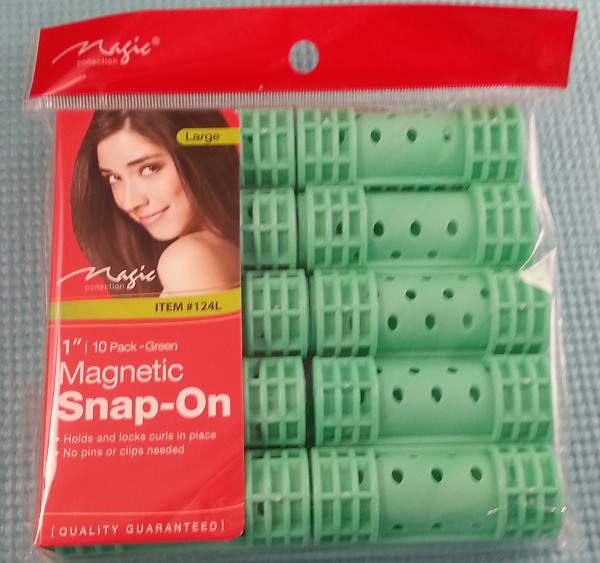 Magic®
collection
Large
Magic
collection
ITEM #124L
1" | 10 Pack - Green
Magnetic
Snap-On
• Holds and locks curls in place
• No pins or clips needed
[ QUALITY GUARANTEED ]